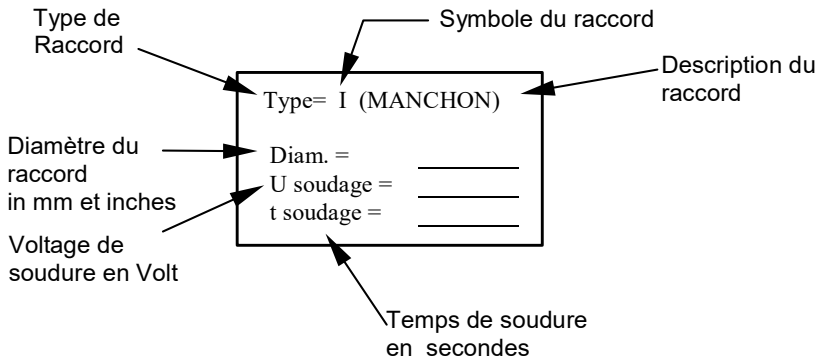 Type de
Raccord
Symbole du raccord
Description du
raccord
Type= I (MANCHON)
Diamètre du
raccord
in mm et inches
Diam. =
U soudage =
t soudage =
Voltage de
soudure en Volt
Temps de soudure
en secondes